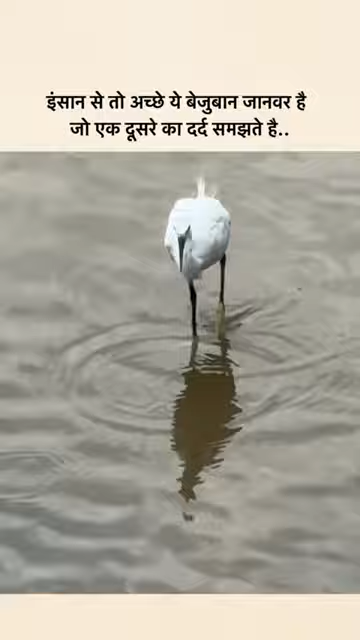 इंसान से तो अच्छे ये बेजुबान जानवर है
जो एक दूसरे का दर्द समझते है..